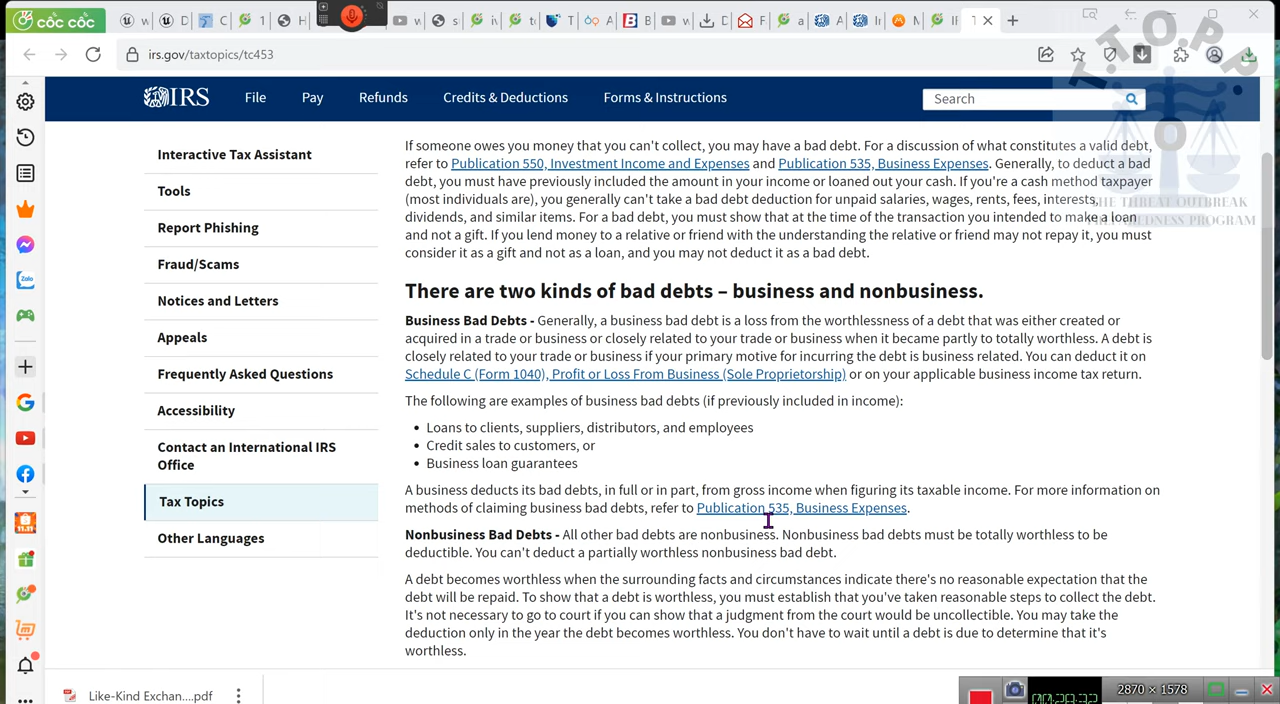 cốc cốc
irs.gov/taxtopics/tc453
IRS
File
Pay
Refunds
Credits & Deductions
Forms & Instructions
Search
T.T.O.P.P
THE THREAT OUTBREAK
PREPAREDNESS PROGRAM
Interactive Tax Assistant
Tools
Report Phishing
Fraud/Scams
Notices and Letters
Appeals
Frequently Asked Questions
Accessibility
Contact an International IRS
Office
Tax Topics
Other Languages
If someone owes you money that you can't collect, you may have a bad debt. For a discussion of what constitutes a valid debt,
refer to Publication 550, Investment Income and Expenses and Publication 535, Business Expenses. Generally, to deduct a bad
debt, you must have previously included the amount in your income or loaned out your cash. If you're a cash method taxpayer
(most individuals are), you generally can't take a bad debt deduction for unpaid salaries, wages, rents, fees, interests,
dividends, and similar items. For a bad debt, you must show that at the time of the transaction you intended to make a loan
and not a gift. If you lend money to a relative or friend with the understanding the relative or friend may not repay it, you must
consider it as a gift and not as a loan, and you may not deduct it as a bad debt.
There are two kinds of bad debts – business and nonbusiness.
Business Bad Debts - Generally, a business bad debt is a loss from the worthlessness of a debt that was either created or
acquired in a trade or business or closely related to your trade or business when it became partly to totally worthless. A debt is
closely related to your trade or business if your primary motive for incurring the debt is business related. You can deduct it on
Schedule C (Form 1040), Profit or Loss From Business (Sole Proprietorship) or on your applicable business income tax return.
The following are examples of business bad debts (if previously included in income):
• Loans to clients, suppliers, distributors, and employees
• Credit sales to customers, or
• Business loan guarantees
A business deducts its bad debts, in full or in part, from gross income when figuring its taxable income. For more information on
methods of claiming business bad debts, refer to Publication 535, Business Expenses.
Nonbusiness Bad Debts - All other bad debts are nonbusiness. Nonbusiness bad debts must be totally worthless to be
deductible. You can't deduct a partially worthless nonbusiness bad debt.
A debt becomes worthless when the surrounding facts and circumstances indicate there's no reasonable expectation that the
debt will be repaid. To show that a debt is worthless, you must establish that you've taken reasonable steps to collect the debt.
It's not necessary to go to court if you can show that a judgment from the court would be uncollectible. You may take the
deduction only in the year the debt becomes worthless. You don't have to wait until a debt is due to determine that it's
worthless.
Like-Kind Exchan....pdf
2870 × 1578